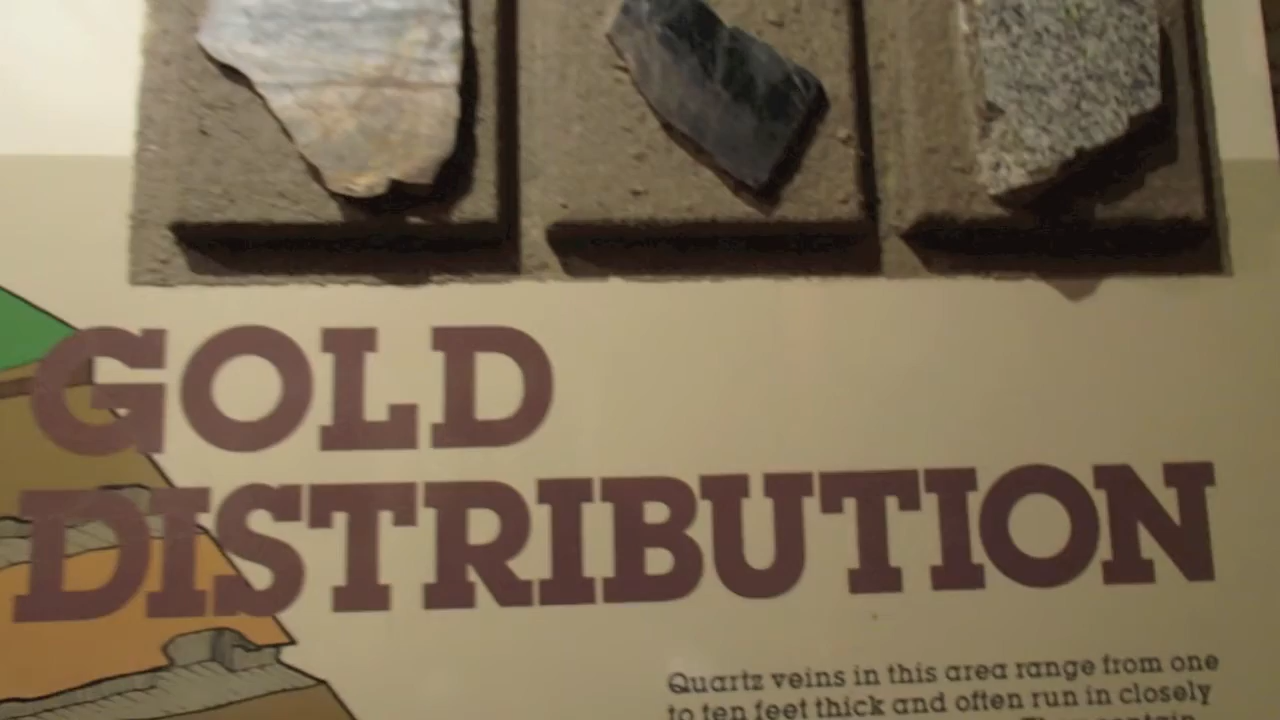 GOLD
DISTRIBUTION
Quartz veins in this area range from one
to ten feet thick and often run in closely